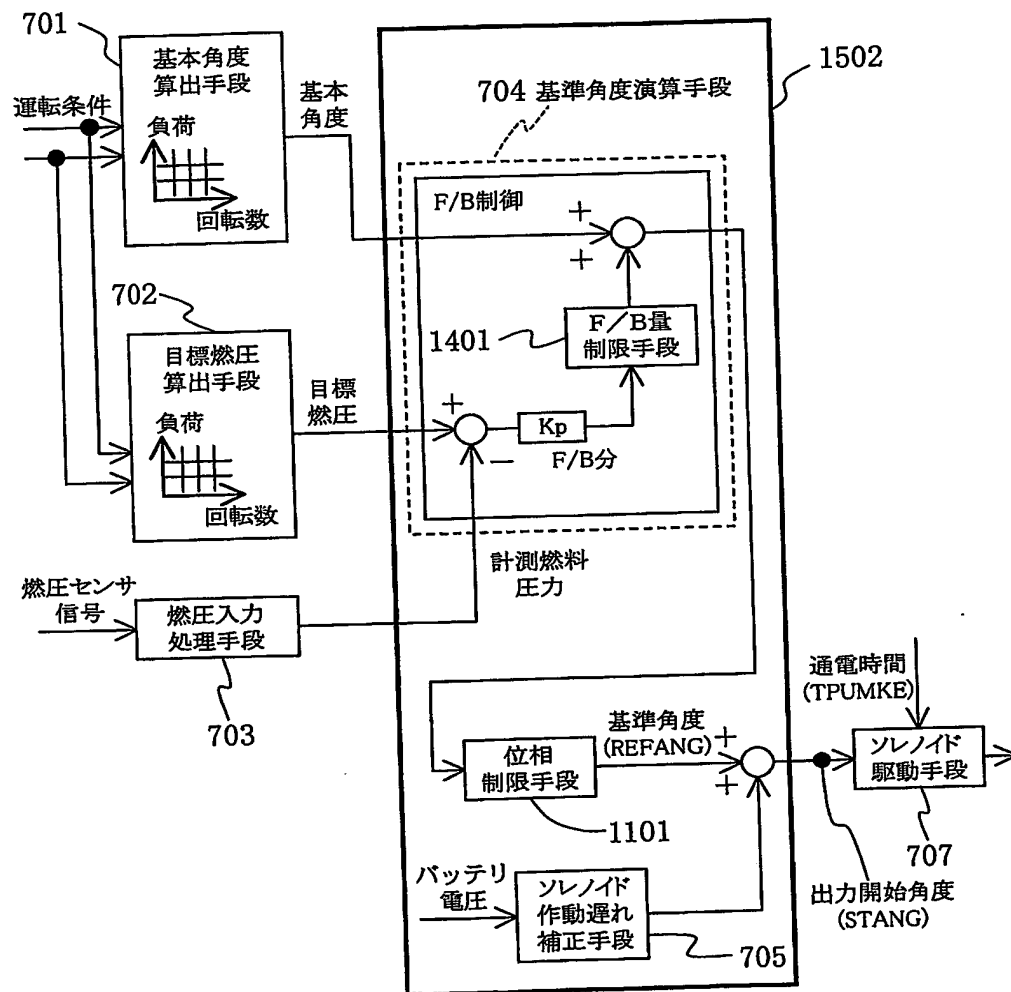 701
基本角度
算出手段
運転条件
負荷
回転数
基本
角度
1502
704 基準角度演算手段
F/B制御
+
+
F/B量
制限手段
1401
702
目標燃圧
算出手段
負荷
回転数
目標
燃圧
+
Kp
−
F/B分
計測燃料
圧力
燃圧センサ
信号
燃圧入力
処理手段
703
通電時間
(TPUMKE)
基準角度
(REFANG)
+
+
位相
制限手段
1101
ソレノイド
駆動手段
707
バッテリ
電圧
ソレノイド
作動遅れ
補正手段
705
出力開始角度
(STANG)